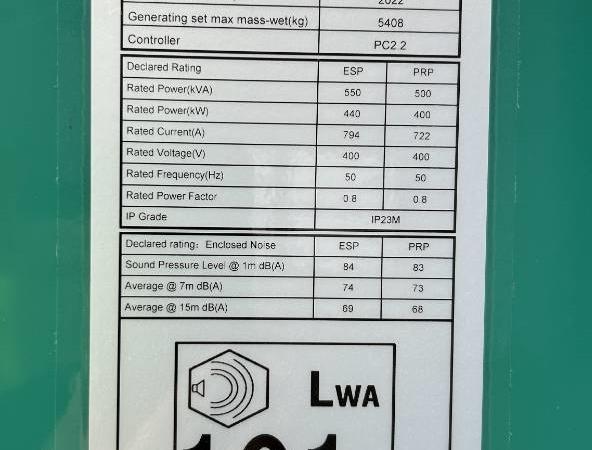 2022
Generating set max mass-wet(kg) 5408
Controller PC2.2
Declared Rating ESP PRP
Rated Power(kVA) 550 500
Rated Power(kW) 440 400
Rated Current(A) 794 722
Rated Voltage(V) 400 400
Rated Frequency(Hz) 50 50
Rated Power Factor 0.8 0.8
IP Grade IP23M
Declared rating: Enclosed Noise ESP PRP
Sound Pressure Level @ 1m dB(A) 84 83
Average @ 7m dB(A) 74 73
Average @ 15m dB(A) 69 68
LWA